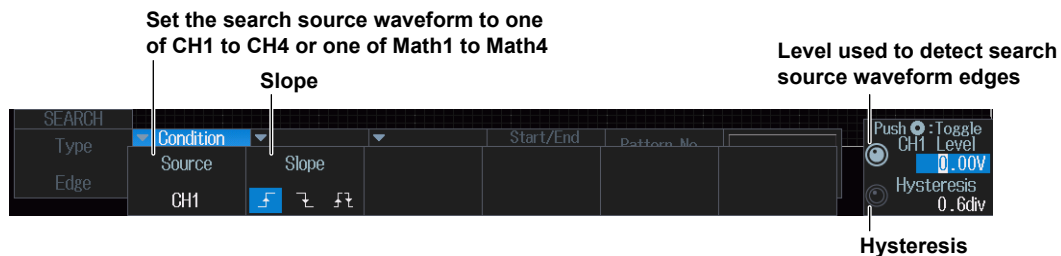 Set the search source waveform to one
of CH1 to CH4 or one of Math1 to Math4
Slope
Level used to detect search
source waveform edges
SEARCH
Type
Edge
Condition
Source
CH1
Slope
Start/End
Pattern No.
Push :Toggle
CH1 Level
0.00V
Hysteresis
0.6div
Hysteresis